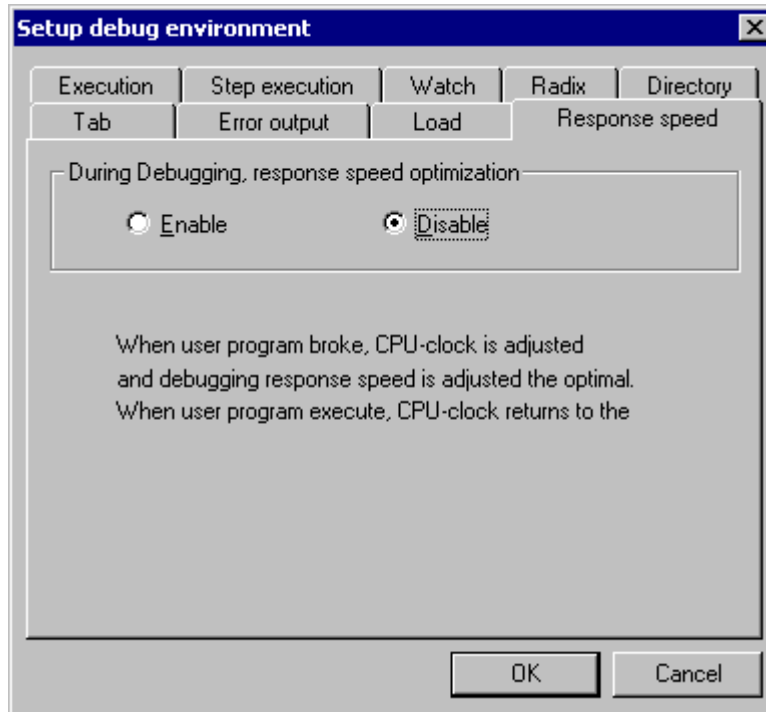 Setup debug environment
Execution Step execution Watch Radix Directory
Tab Error output Load Response speed
During Debugging, response speed optimization
Enable Disable
When user program broke, CPU-clock is adjusted
and debugging response speed is adjusted the optimal.
When user program execute, CPU-clock returns to the
OK Cancel